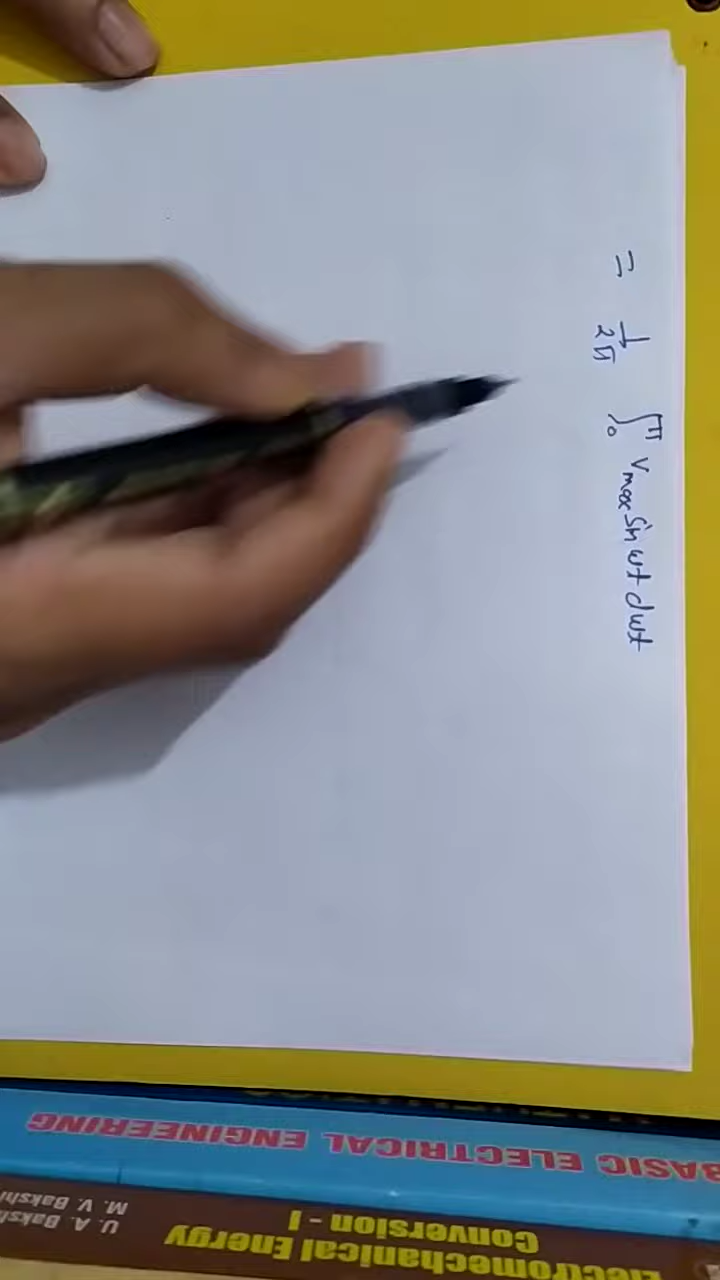 = 1/2π ∫₀^π Vmax Sin ωt dωt
BASIC ELECTRICAL ENGINEERING
Electromechanical Energy
Conversion - I
U. A. Bakshi
M. V. Bakshi